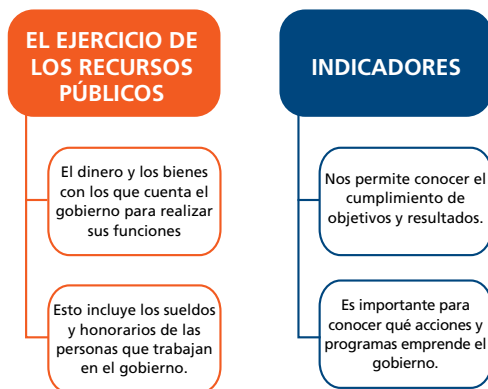 EL EJERCICIO DE
LOS RECURSOS
PÚBLICOS
El dinero y los bienes
con los que cuenta el
gobierno para realizar
sus funciones
Esto incluye los sueldos
y honorarios de las
personas que trabajan
en el gobierno.
INDICADORES
Nos permite conocer el
cumplimiento de
objetivos y resultados.
Es importante para
conocer qué acciones y
programas emprende el
gobierno.